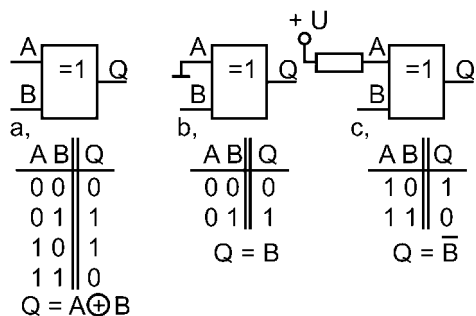 + U
A =1 Q
B
a,
A =1 Q
B
b,
A =1 Q
B
c,
A B Q
0 0 0
0 1 1
1 0 1
1 1 0
Q = A ⊕ B
A B Q
0 0 0
0 1 1
Q = B
A B Q
1 0 1
1 1 0
Q = B̅